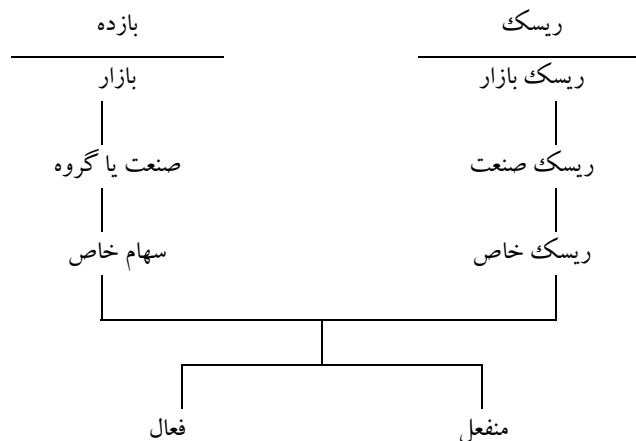 ریسک
بازده
ریسک بازار
بازار
ریسک صنعت
صنعت یا گروه
ریسک خاص
سهام خاص
منفعل
فعال